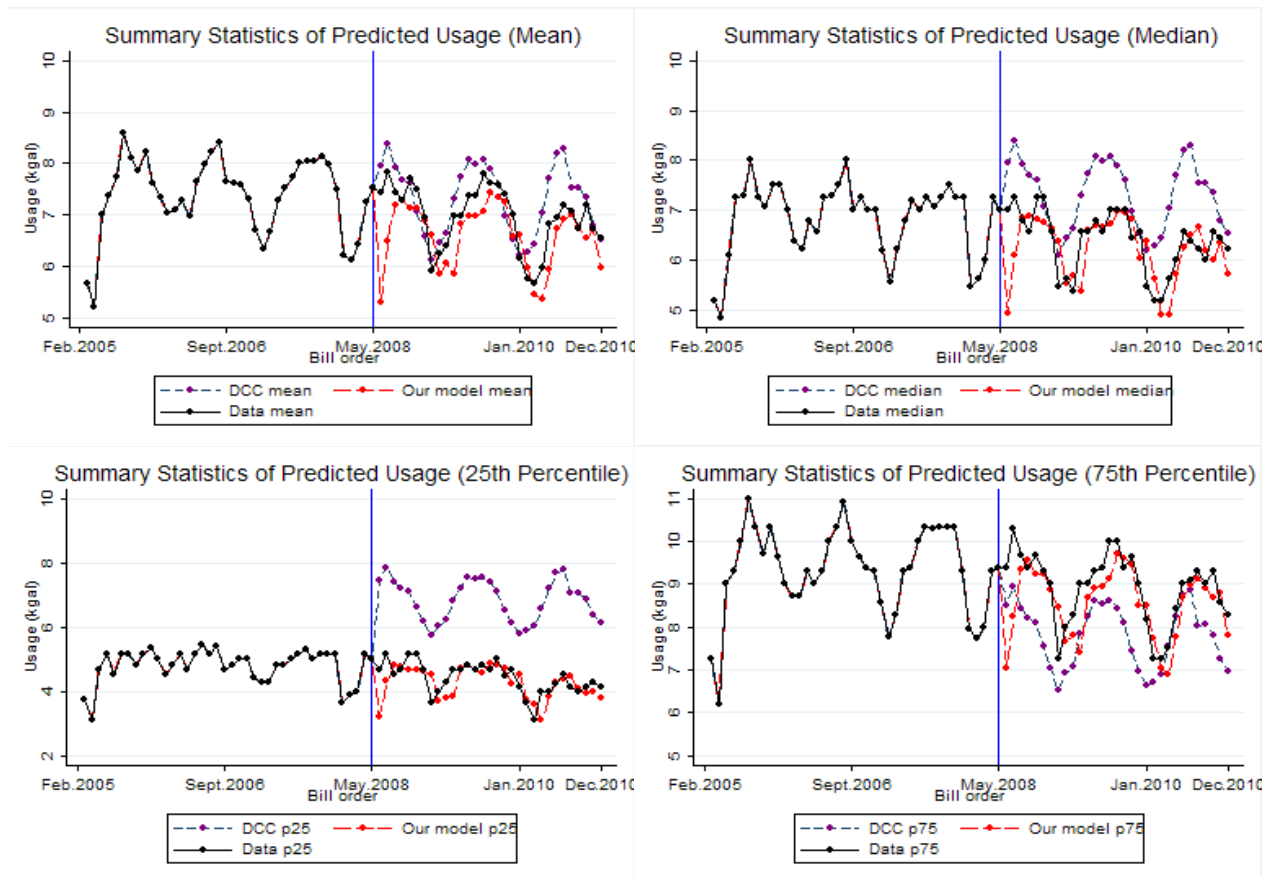 Summary Statistics of Predicted Usage (Mean)
10
9
8
7
6
5
Usage (kgal)
Feb.2005 Sept.2006 May.2008 Jan.2010 Dec.2010
Bill order
DCC mean Our model mean
Data mean
Summary Statistics of Predicted Usage (Median)
10
9
8
7
6
5
Usage (kgal)
Feb.2005 Sept.2006 May.2008 Jan.2010 Dec.2010
Bill order
DCC median Our model median
Data median
Summary Statistics of Predicted Usage (25th Percentile)
10
8
6
4
2
Usage (kgal)
Feb.2005 Sept.2006 May.2008 Jan.2010 Dec.2010
Bill order
DCC p25 Our model p25
Data p25
Summary Statistics of Predicted Usage (75th Percentile)
11
10
9
8
7
6
5
Usage (kgal)
Feb.2005 Sept.2006 May.2008 Jan.2010 Dec.2010
Bill order
DCC p75 Our model p75
Data p75